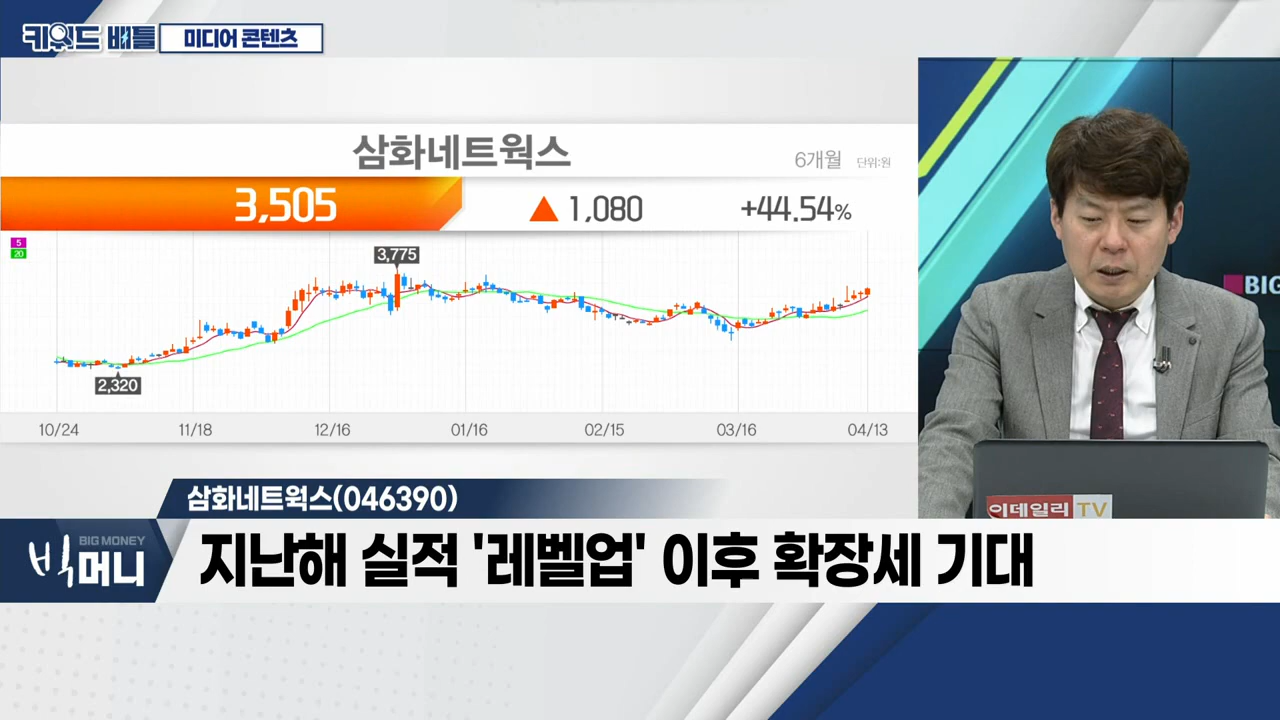 키워드 배틀
미디어 콘텐츠
삼화네트웍스
6개월 단위:원
3,505
▲ 1,080
+44.54%
5
20
3,775
2,320
10/24 11/18 12/16 01/16 02/15 03/16 04/13
BIG
이데일리 TV
삼화네트웍스(046390)
BIG MONEY
빅머니
지난해 실적 '레벨업' 이후 확장세 기대